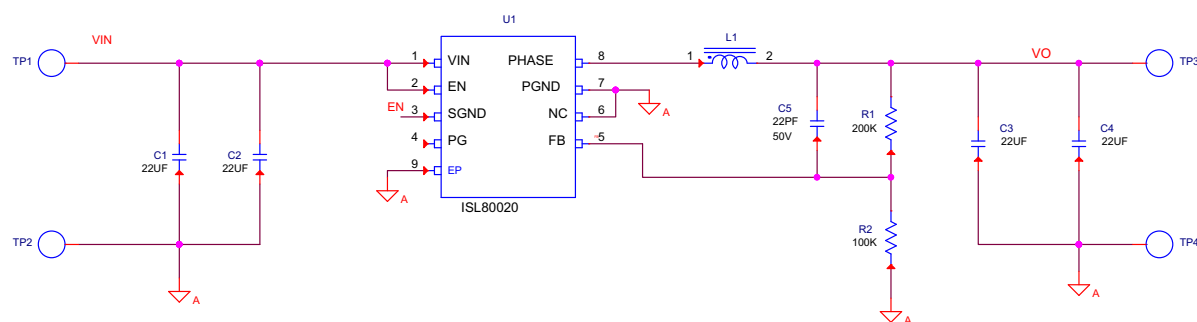 U1
VIN
L1
VO
TP1
TP3
1 VIN PHASE 8
1 2
2 EN PGND 7
EN 3 SGND NC 6
4 PG FB 5
9 EP
A
A
ISL80020
C1
22UF
C2
22UF
C5
22PF
50V
R1
200K
C3
22UF
C4
22UF
R2
100K
TP2
TP4
A
A
A